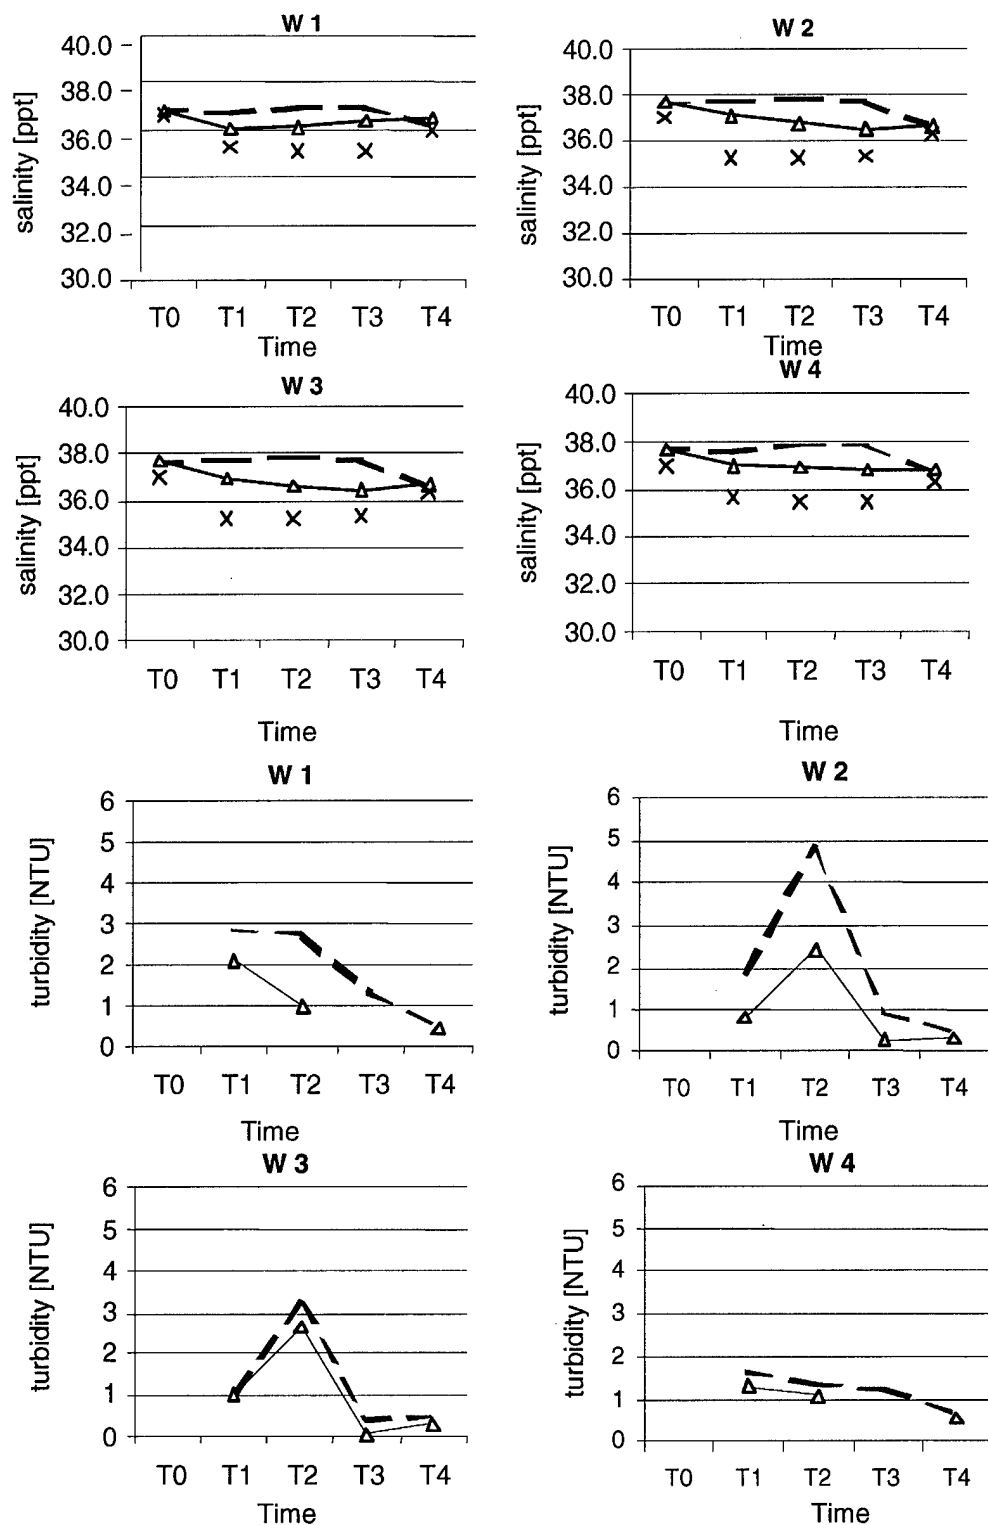 W 1
40.0
38.0
36.0
34.0
32.0
30.0
salinity [ppt]
T0 T1 T2 T3 T4
Time
W 2
40.0
38.0
36.0
34.0
32.0
30.0
salinity [ppt]
T0 T1 T2 T3 T4
Time
W 3
40.0
38.0
36.0
34.0
32.0
30.0
salinity [ppt]
T0 T1 T2 T3 T4
Time
W 4
40.0
38.0
36.0
34.0
32.0
30.0
salinity [ppt]
T0 T1 T2 T3 T4
Time
W 1
6
5
4
3
2
1
0
turbidity [NTU]
T0 T1 T2 T3 T4
Time
W 2
6
5
4
3
2
1
0
turbidity [NTU]
T0 T1 T2 T3 T4
Time
W 3
6
5
4
3
2
1
0
turbidity [NTU]
T0 T1 T2 T3 T4
Time
W 4
6
5
4
3
2
1
0
turbidity [NTU]
T0 T1 T2 T3 T4
Time